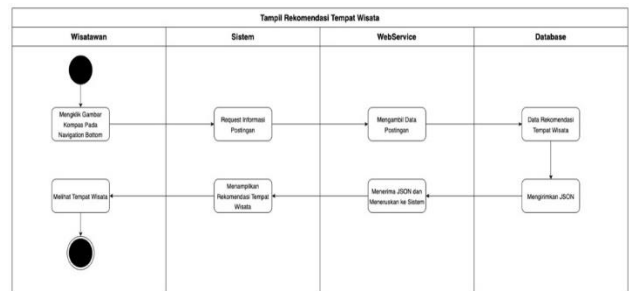 Tampil Rekomendasi Tempat Wisata
Wisatawan
Sistem
WebService
Database
Mengklik Gambar
Kompas Pada
Navigation Bottom
Request Informasi
Postingan
Mengambil Data
Postingan
Data Rekomendasi
Tempat Wisata
Melihat Tempat Wisata
Menampilkan
Rekomendasi Tempat
Wisata
Menerima JSON dan
Meneruskan ke Sistem
Mengirimkan JSON